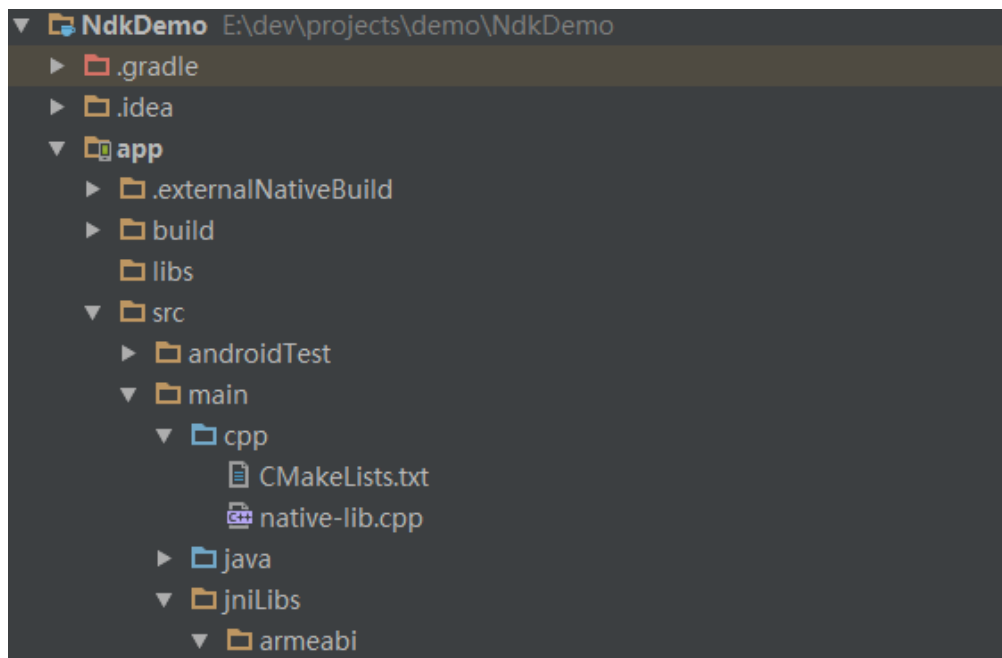 NdkDemo E:\dev\projects\demo\NdkDemo
.gradle
.idea
app
.externalNativeBuild
build
libs
src
androidTest
main
cpp
CMakeLists.txt
native-lib.cpp
java
jniLibs
armeabi